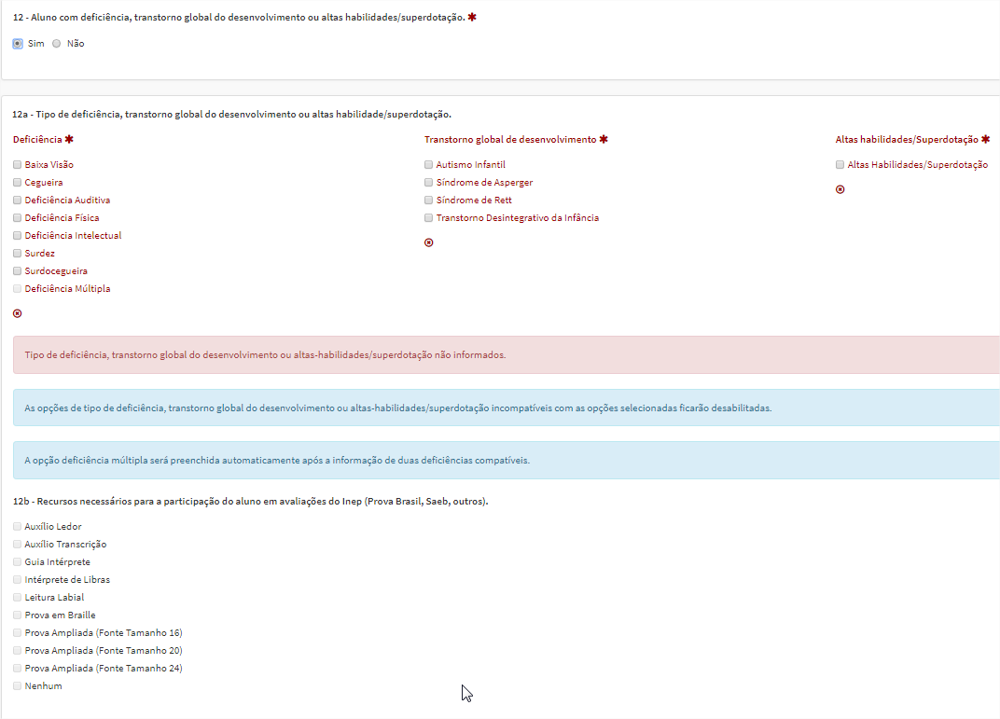 12 - Aluno com deficiência, transtorno global do desenvolvimento ou altas habilidades/superdotação. ✱
Sim Não
12a - Tipo de deficiência, transtorno global do desenvolvimento ou altas habilidade/superdotação.
Deficiência ✱
Baixa Visão
Cegueira
Deficiência Auditiva
Deficiência Física
Deficiência Intelectual
Surdez
Surdocegueira
Deficiência Múltipla
Transtorno global de desenvolvimento ✱
Autismo Infantil
Síndrome de Asperger
Síndrome de Rett
Transtorno Desintegrativo da Infância
Altas habilidades/Superdotação ✱
Altas Habilidades/Superdotação
Tipo de deficiência, transtorno global do desenvolvimento ou altas-habilidades/superdotação não informados.
As opções de tipo de deficiência, transtorno global do desenvolvimento ou altas-habilidades/superdotação incompatíveis com as opções selecionadas ficarão desabilitadas.
A opção deficiência múltipla será preenchida automaticamente após a informação de duas deficiências compatíveis.
12b - Recursos necessários para a participação do aluno em avaliações do Inep (Prova Brasil, Saeb, outros).
Auxílio Ledor
Auxílio Transcrição
Guia Intérprete
Intérprete de Libras
Leitura Labial
Prova em Braille
Prova Ampliada (Fonte Tamanho 16)
Prova Ampliada (Fonte Tamanho 20)
Prova Ampliada (Fonte Tamanho 24)
Nenhum